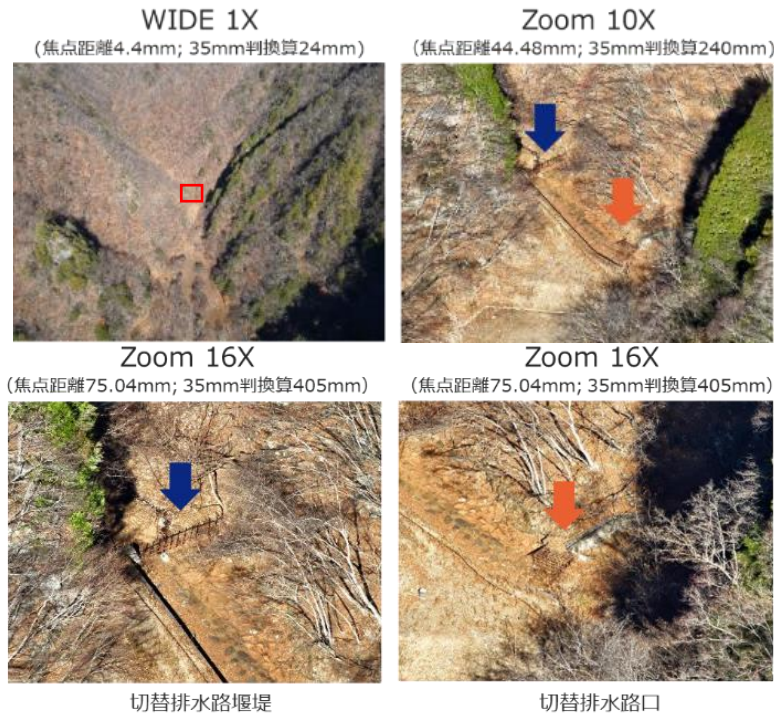 WIDE 1X
(焦点距離4.4mm; 35mm判換算24mm)
Zoom 10X
(焦点距離44.48mm; 35mm判換算240mm)
Zoom 16X
(焦点距離75.04mm; 35mm判換算405mm)
Zoom 16X
(焦点距離75.04mm; 35mm判換算405mm)
切替排水路堰堤
切替排水路口